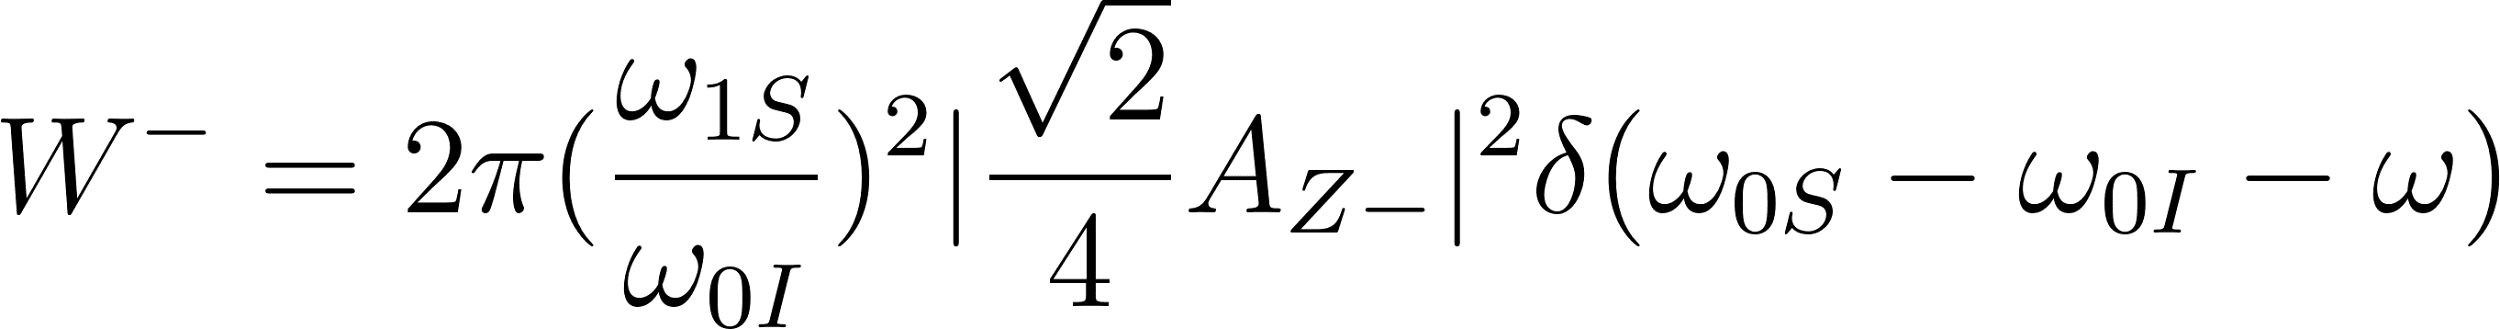 $W^{-} = 2\pi(\frac{\omega_{1S}}{\omega_{0I}})^{2}|\frac{\sqrt{2}}{4}A_{Z-}|^{2}\delta(\omega_{0S} - \omega_{0I} - \omega)$